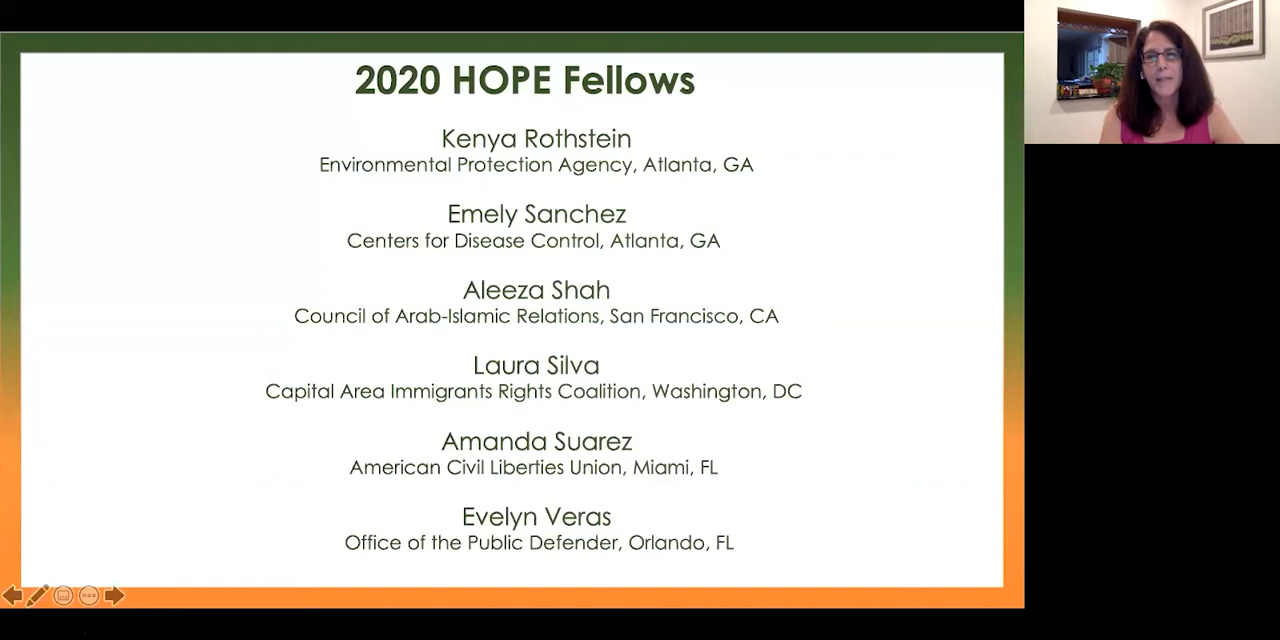 2020 HOPE Fellows
Kenya Rothstein
Environmental Protection Agency, Atlanta, GA
Emely Sanchez
Centers for Disease Control, Atlanta, GA
Aleeza Shah
Council of Arab-Islamic Relations, San Francisco, CA
Laura Silva
Capital Area Immigrants Rights Coalition, Washington, DC
Amanda Suarez
American Civil Liberties Union, Miami, FL
Evelyn Veras
Office of the Public Defender, Orlando, FL